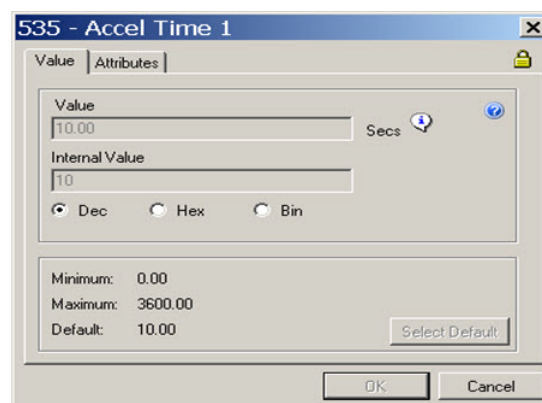 535 - Accel Time 1
Value Attributes
Value
10.00 Secs
Internal Value
10
Dec Hex Bin
Minimum: 0.00
Maximum: 3600.00
Default: 10.00 Select Default
OK Cancel